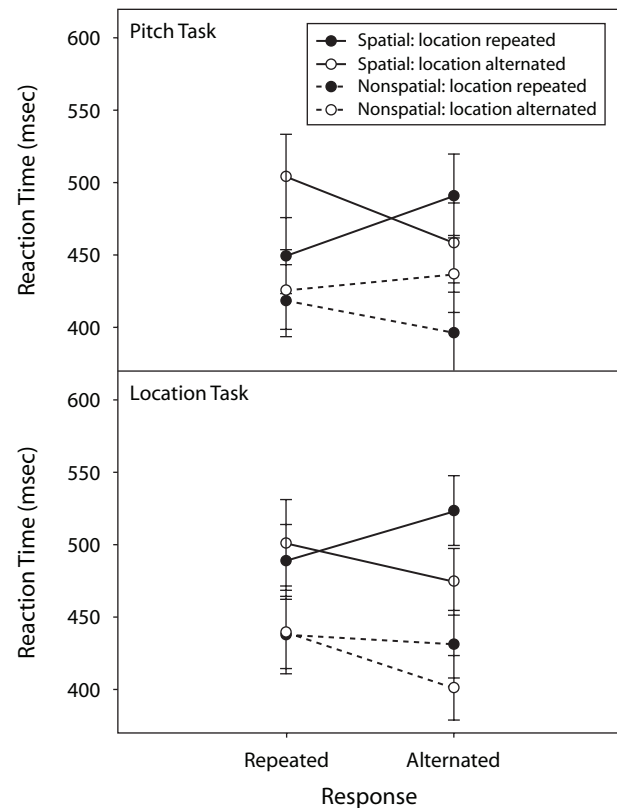 Pitch Task
Spatial: location repeated
Spatial: location alternated
Nonspatial: location repeated
Nonspatial: location alternated
600
550
500
450
400
Reaction Time (msec)
Location Task
600
550
500
450
400
Reaction Time (msec)
Repeated Alternated
Response